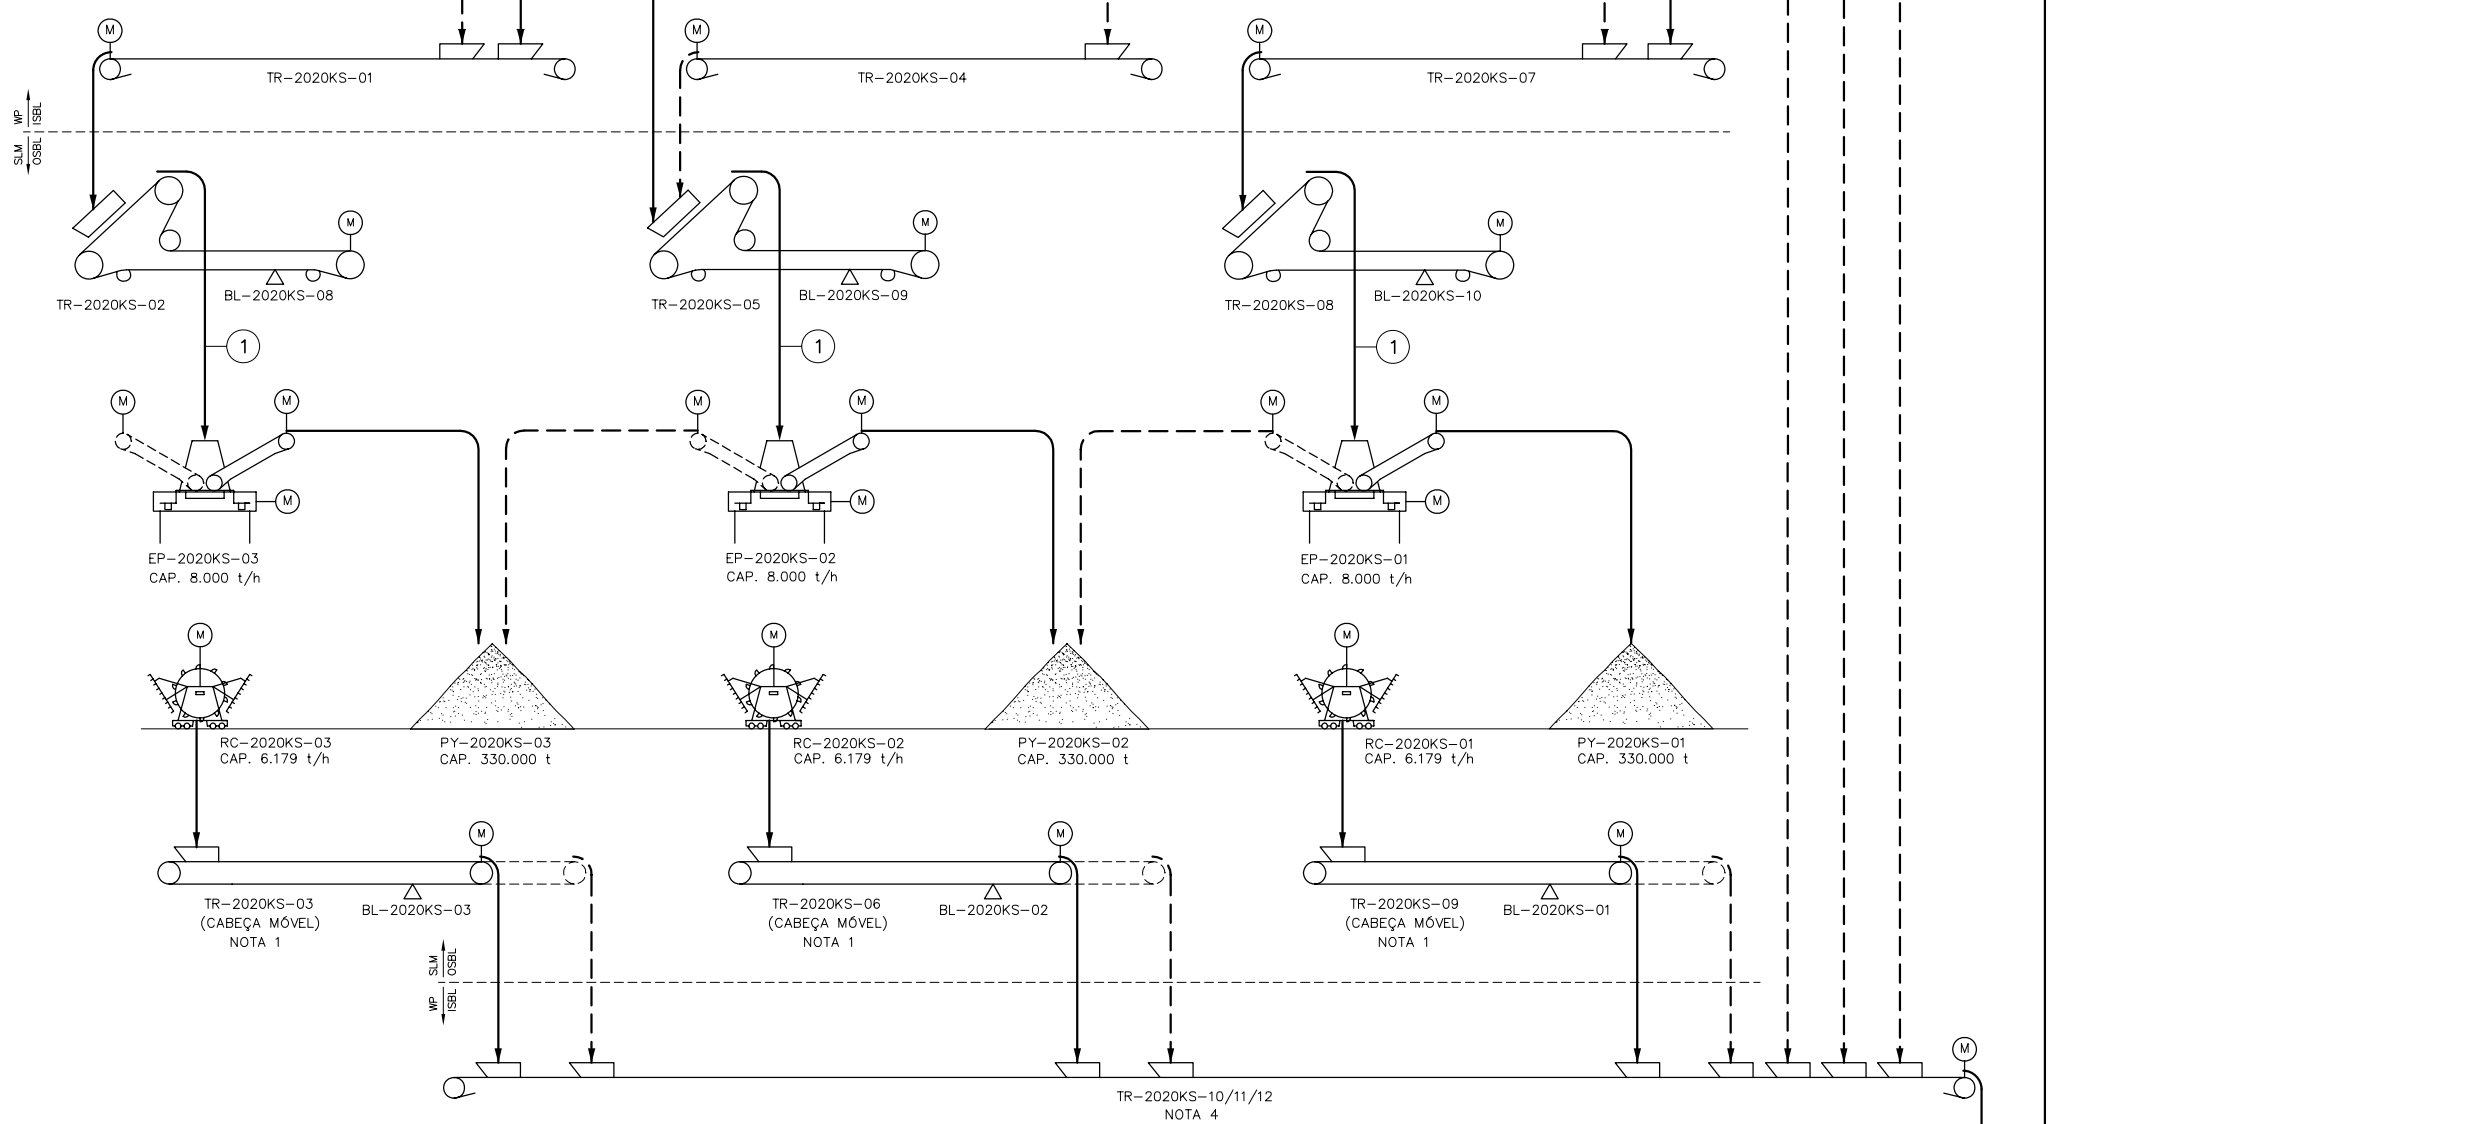 M
M
M
TR-2020KS-01
TR-2020KS-04
TR-2020KS-07
WP
ISBL
SLM
OSBL
M
M
M
TR-2020KS-02
BL-2020KS-08
TR-2020KS-05
BL-2020KS-09
TR-2020KS-08
BL-2020KS-10
1
1
1
M
M
M
M
M
M
M
M
M
EP-2020KS-03
CAP. 8.000 t/h
EP-2020KS-02
CAP. 8.000 t/h
EP-2020KS-01
CAP. 8.000 t/h
M
M
M
RC-2020KS-03
CAP. 6.179 t/h
PY-2020KS-03
CAP. 330.000 t
RC-2020KS-02
CAP. 6.179 t/h
PY-2020KS-02
CAP. 330.000 t
RC-2020KS-01
CAP. 6.179 t/h
PY-2020KS-01
CAP. 330.000 t
M
M
M
TR-2020KS-03
(CABEÇA MÓVEL)
NOTA 1
BL-2020KS-03
TR-2020KS-06
(CABEÇA MÓVEL)
NOTA 1
BL-2020KS-02
TR-2020KS-09
(CABEÇA MÓVEL)
NOTA 1
BL-2020KS-01
SLM
OSBL
WP
ISBL
M
TR-2020KS-10/11/12
NOTA 4